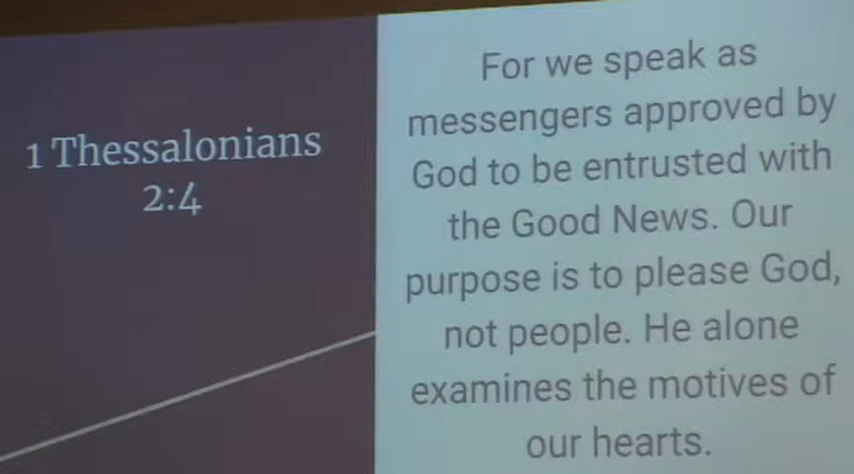 1 Thessalonians
2:4
For we speak as
messengers approved by
God to be entrusted with
the Good News. Our
purpose is to please God,
not people. He alone
examines the motives of
our hearts.